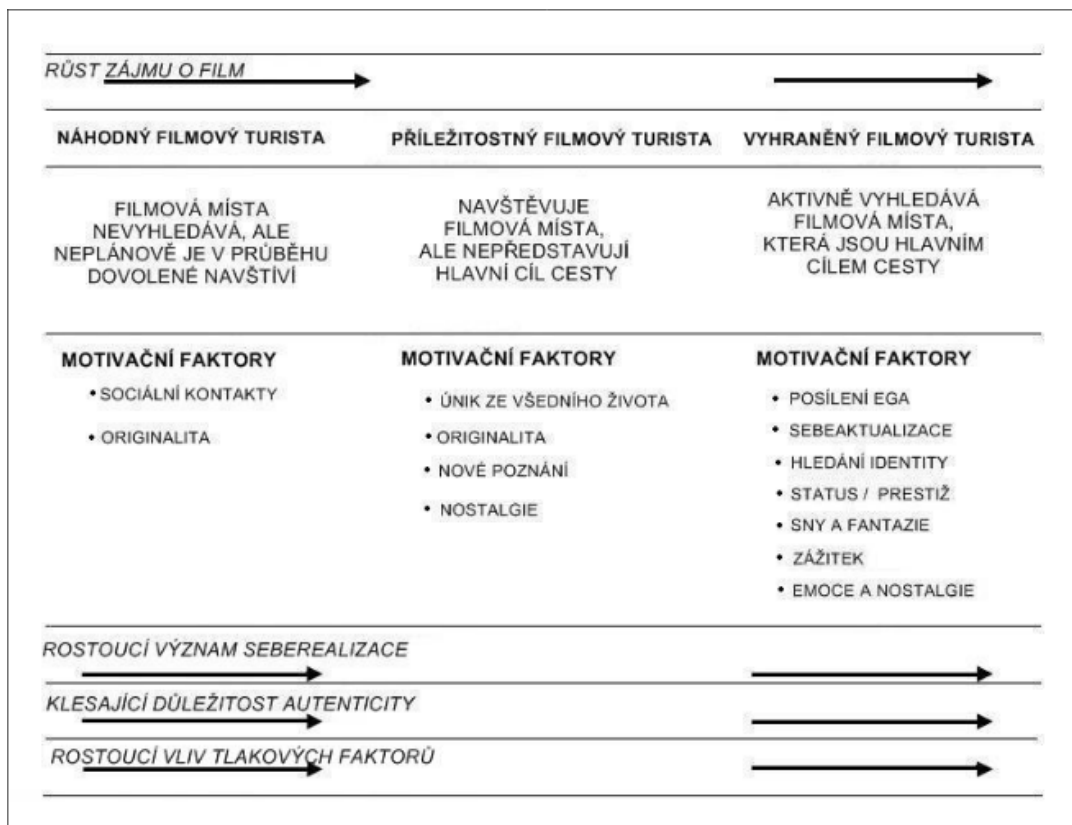 RŮST ZÁJMU O FILM
NÁHODNÝ FILMOVÝ TURISTA
PŘÍLEŽITOSTNÝ FILMOVÝ TURISTA
VYHRANĚNÝ FILMOVÝ TURISTA
FILMOVÁ MÍSTA
NEVYHLEDÁVÁ, ALE
NEPLÁNOVĚ JE V PRŮBĚHU
DOVOLENÉ NAVŠTÍVÍ
NAVŠTĚVUJE
FILMOVÁ MÍSTA,
ALE NEPŘEDSTAVUJÍ
HLAVNÍ CÍL CESTY
AKTIVNĚ VYHLEDÁVÁ
FILMOVÁ MÍSTA,
KTERÁ JSOU HLAVNÍM
CÍLEM CESTY
MOTIVAČNÍ FAKTORY
• SOCIÁLNÍ KONTAKTY
• ORIGINALITA
MOTIVAČNÍ FAKTORY
• ÚNIK ZE VŠEDNÍHO ŽIVOTA
• ORIGINALITA
• NOVÉ POZNÁNÍ
• NOSTALGIE
MOTIVAČNÍ FAKTORY
• POSÍLENÍ EGA
• SEBEAKTUALIZACE
• HLEDÁNÍ IDENTITY
• STATUS / PRESTIŽ
• SNY A FANTAZIE
• ZÁŽITEK
• EMOCE A NOSTALGIE
ROSTOUCÍ VÝZNAM SEBEREALIZACE
KLESAJÍCÍ DŮLEŽITOST AUTENTICITY
ROSTOUCÍ VLIV TLAKOVÝCH FAKTORŮ